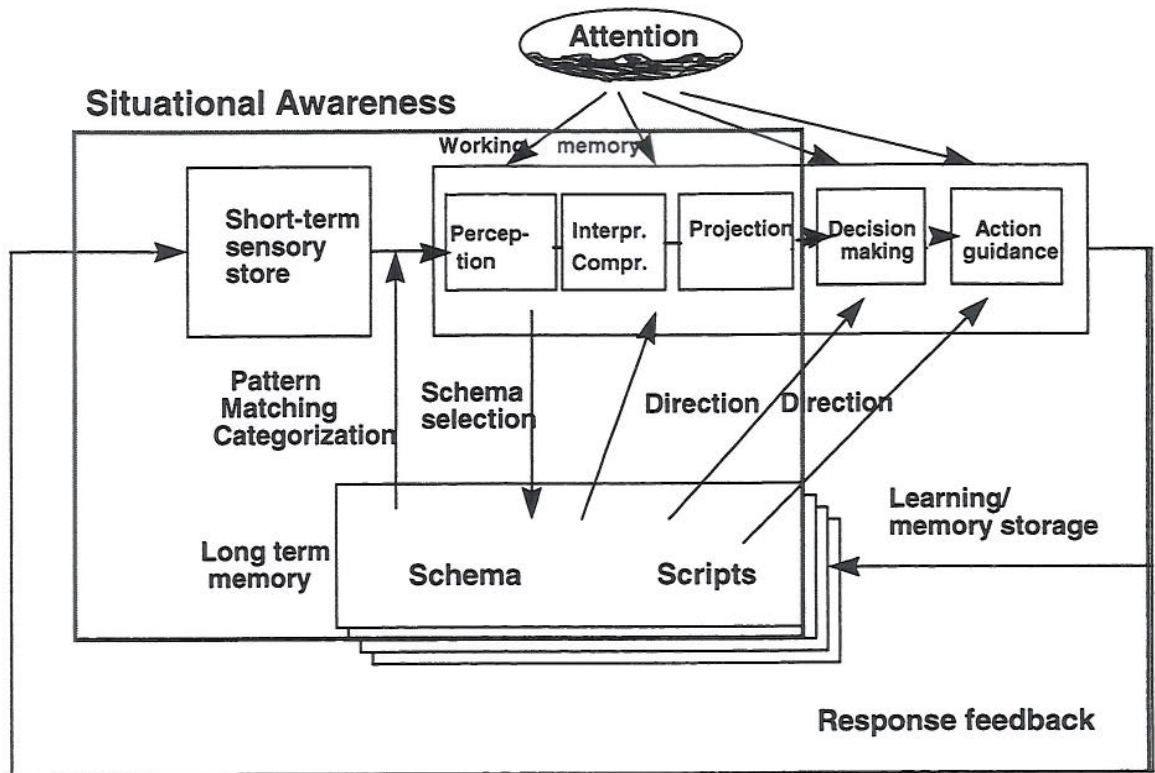 Attention
Situational Awareness
Working memory
Short-term
sensory
store
Percep-
tion
Interpr.
Compr.
Projection
Decision
making
Action
guidance
Pattern
Matching
Categorization
Schema
selection
Direction
Direction
Learning/
memory storage
Long term
memory
Schema
Scripts
Response feedback